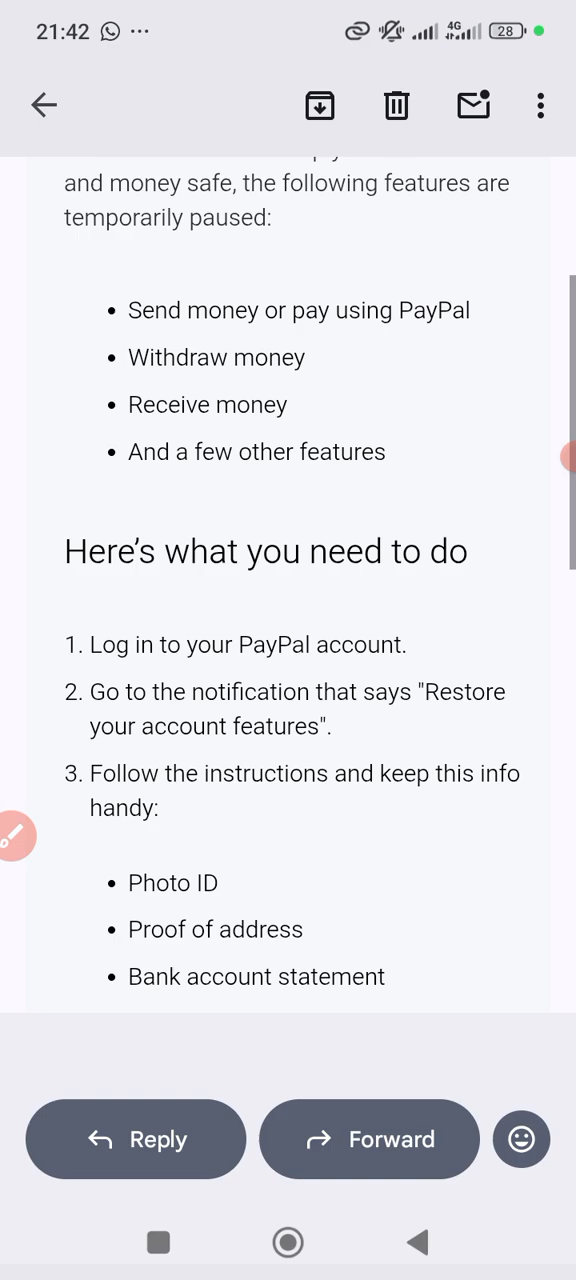 21:42
4G
28
and money safe, the following features are
temporarily paused:
• Send money or pay using PayPal
• Withdraw money
• Receive money
• And a few other features
Here’s what you need to do
1. Log in to your PayPal account.
2. Go to the notification that says "Restore
your account features".
3. Follow the instructions and keep this info
handy:
• Photo ID
• Proof of address
• Bank account statement
Reply
Forward